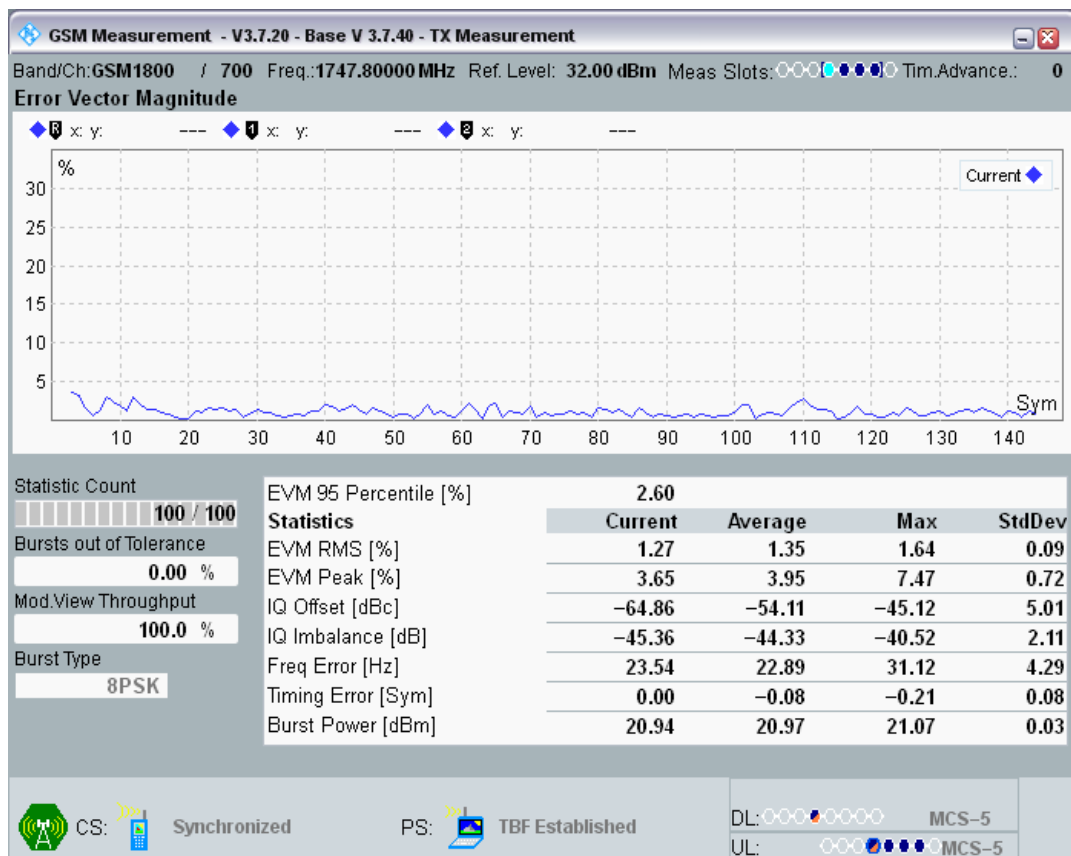 GSM Measurement - V3.7.20 - Base V 3.7.40 - TX Measurement
Band/Ch:GSM1800 / 700 Freq.:1747.80000 MHz Ref. Level: 32.00 dBm Meas Slots: Tim.Advance.: 0
Error Vector Magnitude
R x: y: --- 1 x: y: --- 2 x: y: ---
%
Current
30
25
20
15
10
5
Sym
10 20 30 40 50 60 70 80 90 100 110 120 130 140
Statistic Count
100 / 100
Bursts out of Tolerance
0.00 %
Mod.View Throughput
100.0 %
Burst Type
8PSK
EVM 95 Percentile [%] 2.60
Statistics Current Average Max StdDev
EVM RMS [%] 1.27 1.35 1.64 0.09
EVM Peak [%] 3.65 3.95 7.47 0.72
IQ Offset [dBc] −64.86 −54.11 −45.12 5.01
IQ Imbalance [dB] −45.36 −44.33 −40.52 2.11
Freq Error [Hz] 23.54 22.89 31.12 4.29
Timing Error [Sym] 0.00 −0.08 −0.21 0.08
Burst Power [dBm] 20.94 20.97 21.07 0.03
CS: Synchronized PS: TBF Established
DL: MCS−5
UL: MCS−5